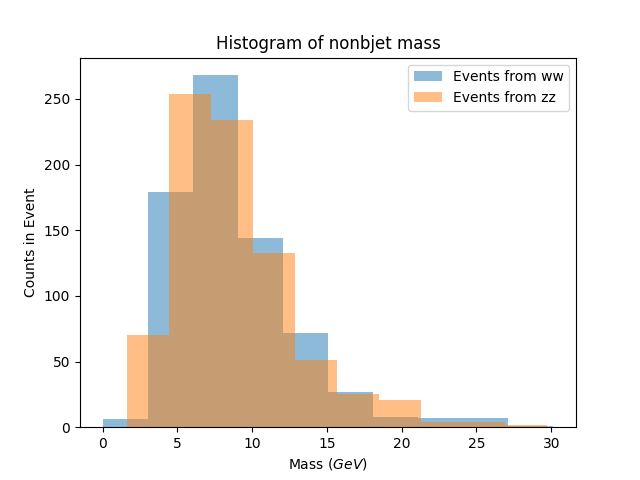 Histogram of nonbjet mass
Events from ww
Events from zz
250
200
150
100
50
0
Counts in Event
0 5 10 15 20 25 30
Mass (GeV)